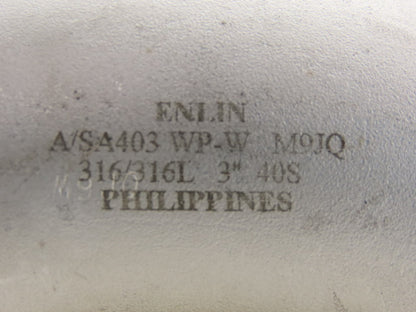 ENLIN
A/SA403 WP-W M9JQ
316/316L 3" 40S
PHILIPPINES